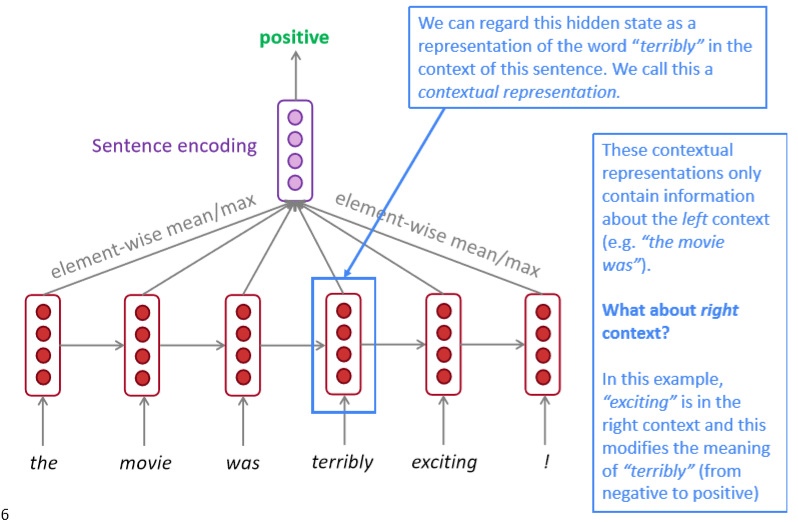 positive
We can regard this hidden state as a
representation of the word “terribly” in the
context of this sentence. We call this a
contextual representation.
Sentence encoding
element-wise mean/max
element-wise mean/max
These contextual
representations only
contain information
about the left context
(e.g. “the movie
was”).
What about right
context?
In this example,
“exciting” is in the
right context and this
modifies the meaning
of “terribly” (from
negative to positive)
the movie was terribly exciting !
6